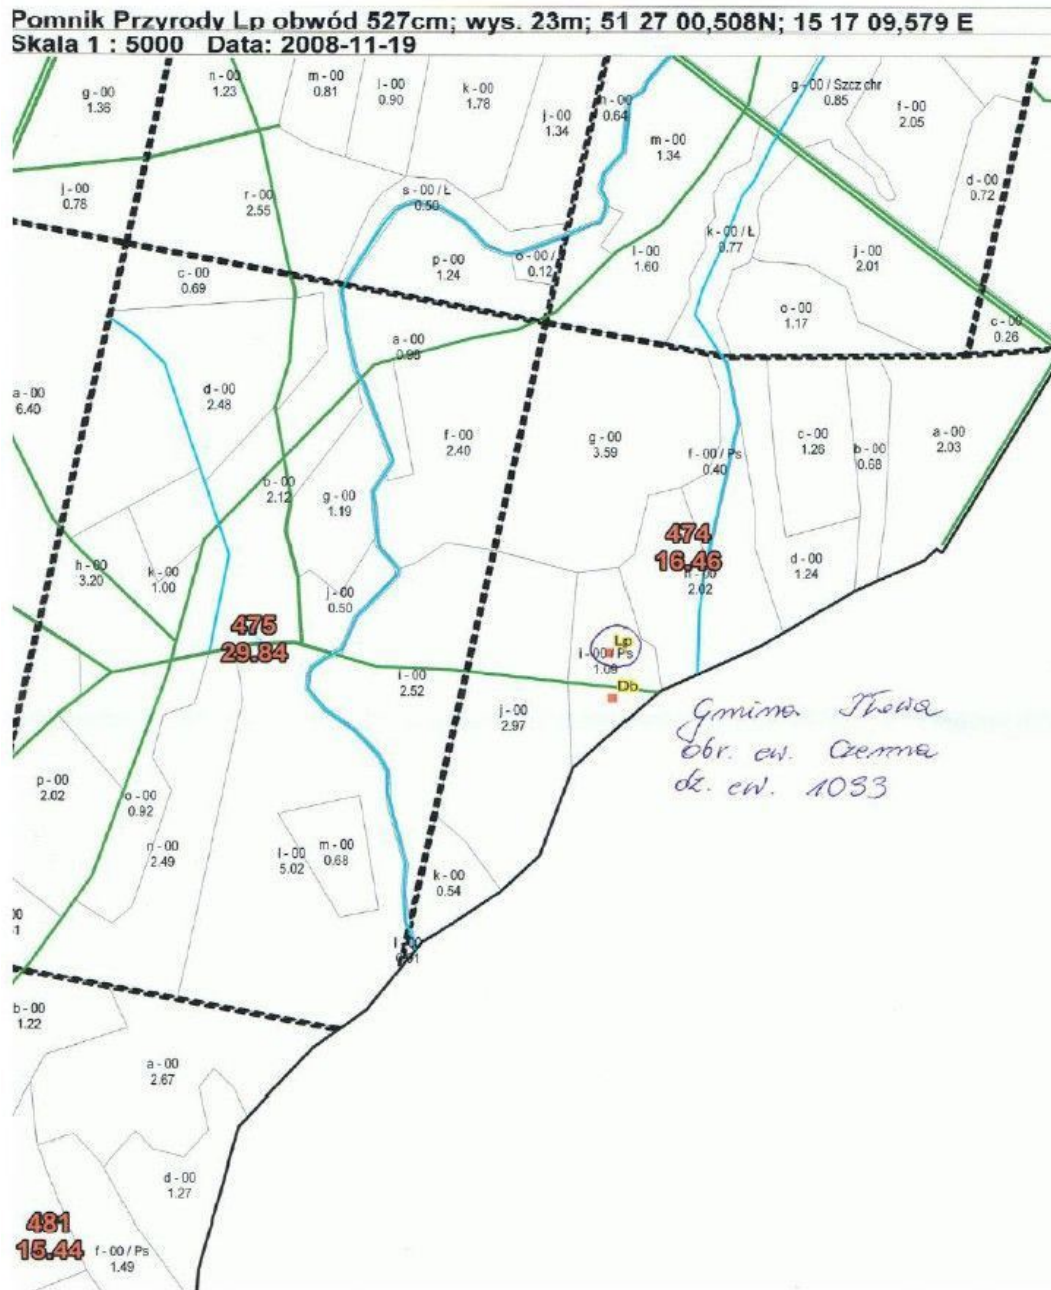 Pomnik Przyrody Lp obwód 527cm; wys. 23m; 51 27 00,508N; 15 17 09,579 E
Skala 1 : 5000 Data: 2008-11-19
g - 00
1.36
n - 00
1.23
m - 00
0.81
i - 00
0.90
k - 00
1.78
j - 00
1.34
h - 00
0.64
m - 00
1.34
g - 00 / Szcz chr
0.85
f - 00
2.05
d - 00
0.72
j - 00
0.78
r - 00
2.55
s - 00 / Ł
0.50
p - 00
1.24
o - 00 /
0.12
l - 00
1.60
k - 00 / Ł
0.77
j - 00
2.01
o - 00
1.17
c - 00
0.26
c - 00
0.69
a - 00
0.98
a - 00
6.40
d - 00
2.48
f - 00
2.40
g - 00
3.59
f - 00 / Ps
0.40
c - 00
1.26
b - 00
0.68
a - 00
2.03
b - 00
2.12
g - 00
1.19
474
16.46
h - 00
2.02
d - 00
1.24
h - 00
3.20
k - 00
1.00
j - 00
0.50
475
29.84
Lp
i - 00 / Ps
1.09
Db
i - 00
2.52
j - 00
2.97
Gmina Iłowa
obr. ew. Czerna
dz. ew. 1033
p - 00
2.02
o - 00
0.92
n - 00
2.49
l - 00
5.02
m - 00
0.68
k - 00
0.54
l - 00
0.01
b - 00
1.22
a - 00
2.67
d - 00
1.27
481
15.44
f - 00 / Ps
1.49